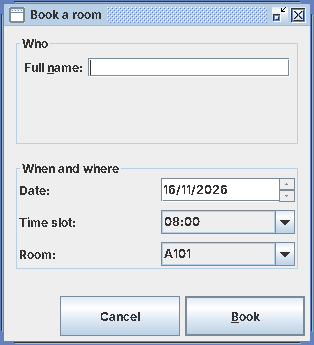 Book a room
Who
Full name:
When and where
Date: 16/11/2026
Time slot: 08:00
Room: A101
Cancel Book